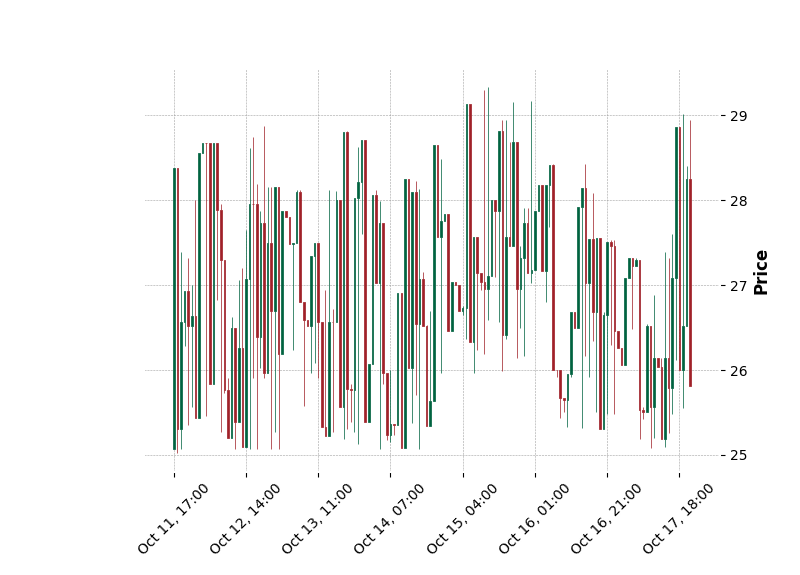 29
28
27
26
25
Price
Oct 11, 17:00
Oct 12, 14:00
Oct 13, 11:00
Oct 14, 07:00
Oct 15, 04:00
Oct 16, 01:00
Oct 16, 21:00
Oct 17, 18:00